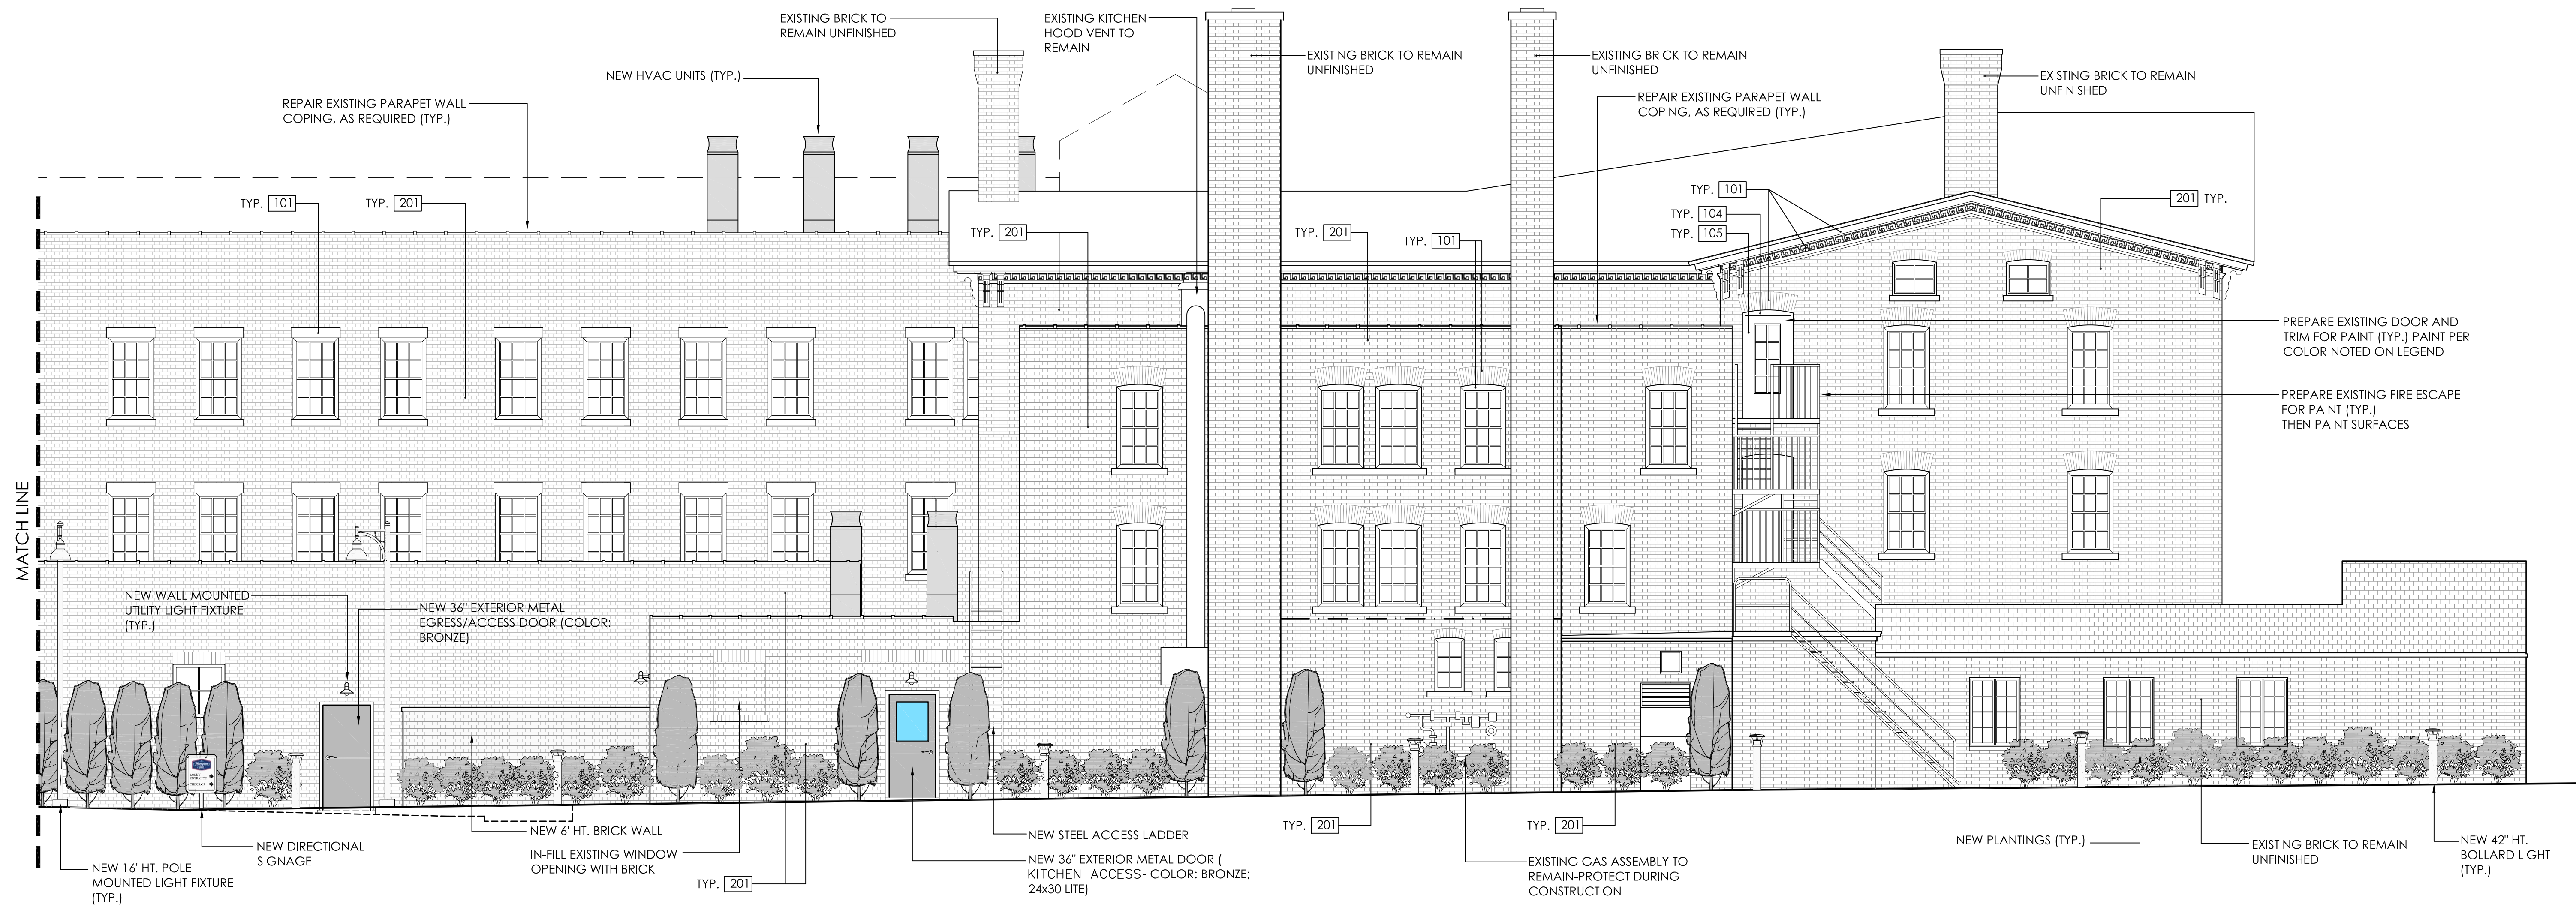 EXISTING BRICK TO
REMAIN UNFINISHED
EXISTING KITCHEN
HOOD VENT TO
REMAIN
EXISTING BRICK TO REMAIN
UNFINISHED
EXISTING BRICK TO REMAIN
UNFINISHED
EXISTING BRICK TO REMAIN
UNFINISHED
NEW HVAC UNITS (TYP.)
REPAIR EXISTING PARAPET WALL
COPING, AS REQUIRED (TYP.)
REPAIR EXISTING PARAPET WALL
COPING, AS REQUIRED (TYP.)
TYP. 101
TYP. 201
TYP. 201
TYP. 201
TYP. 101
TYP. 101
TYP. 104
TYP. 105
201 TYP.
PREPARE EXISTING DOOR AND
TRIM FOR PAINT (TYP.) PAINT PER
COLOR NOTED ON LEGEND
PREPARE EXISTING FIRE ESCAPE
FOR PAINT (TYP.)
THEN PAINT SURFACES
MATCH LINE
NEW WALL MOUNTED
UTILITY LIGHT FIXTURE
(TYP.)
NEW 36" EXTERIOR METAL
EGRESS/ACCESS DOOR (COLOR:
BRONZE)
NEW 16' HT. POLE
MOUNTED LIGHT FIXTURE
(TYP.)
NEW DIRECTIONAL
SIGNAGE
NEW 6' HT. BRICK WALL
IN-FILL EXISTING WINDOW
OPENING WITH BRICK
TYP. 201
NEW STEEL ACCESS LADDER
NEW 36" EXTERIOR METAL DOOR (
KITCHEN ACCESS- COLOR: BRONZE;
24x30 LITE)
TYP. 201
TYP. 201
EXISTING GAS ASSEMBLY TO
REMAIN-PROTECT DURING
CONSTRUCTION
NEW PLANTINGS (TYP.)
EXISTING BRICK TO REMAIN
UNFINISHED
NEW 42" HT.
BOLLARD LIGHT
(TYP.)